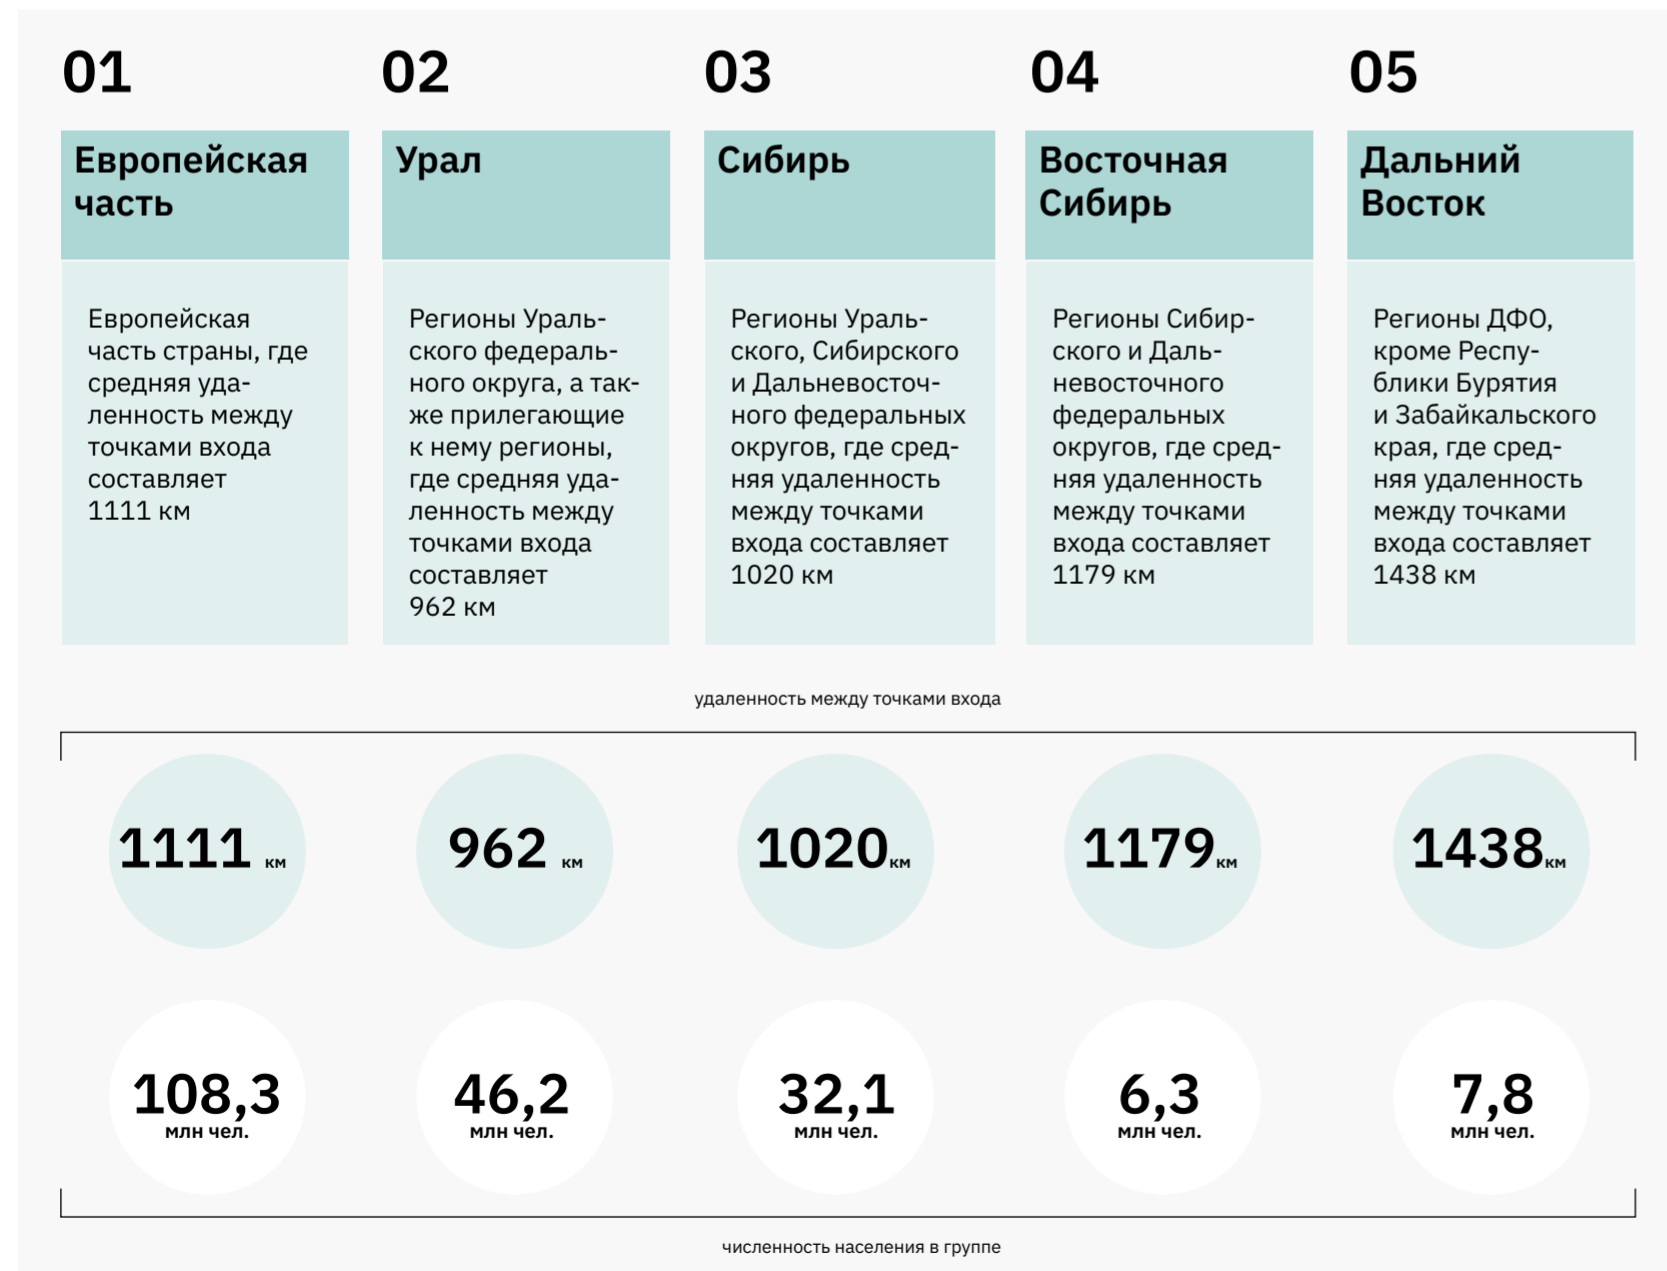 01
Европейская
часть
Европейская
часть страны, где
средняя уда-
ленность между
точками входа
составляет
1111 км
02
Урал
Регионы Ураль-
ского федераль-
ного округа, а так-
же прилегающие
к нему регионы,
где средняя уда-
ленность между
точками входа
составляет
962 км
03
Сибирь
Регионы Ураль-
ского, Сибирского
и Дальневосточ-
ного федеральных
округов, где сред-
няя удаленность
между точками
входа составляет
1020 км
04
Восточная
Сибирь
Регионы Сибир-
ского и Даль-
невосточного
федеральных
округов, где сред-
няя удаленность
между точками
входа составляет
1179 км
05
Дальний
Восток
Регионы ДФО,
кроме Респу-
блики Бурятия
и Забайкальского
края, где сред-
няя удаленность
между точками
входа составляет
1438 км
удаленность между точками входа
1111 км
962 км
1020 км
1179 км
1438 км
108,3
млн чел.
46,2
млн чел.
32,1
млн чел.
6,3
млн чел.
7,8
млн чел.
численность населения в группе